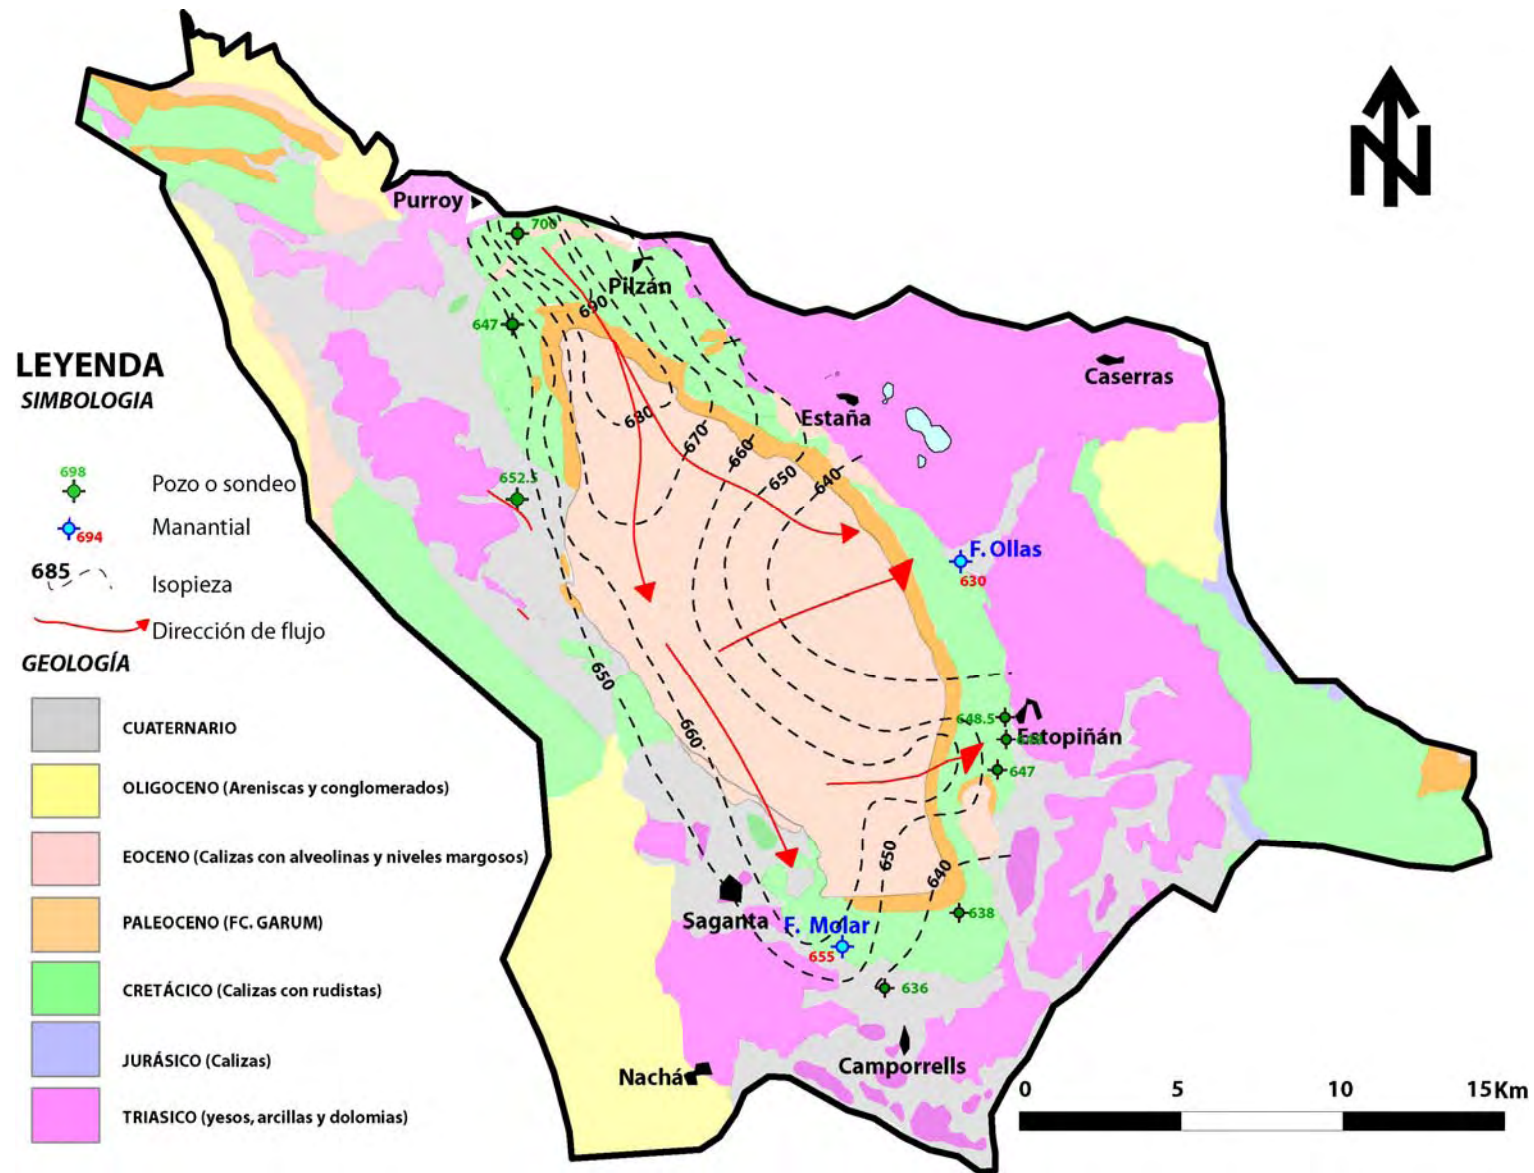 N
Purroy
700
Pilzán
690
647
LEYENDA
SIMBOLOGIA
Caserras
Estaña
680
670
660
650
640
698
Pozo o sondeo
652.5
Manantial
694
685
Isopieza
F. Ollas
630
Dirección de flujo
GEOLOGÍA
650
660
648.5
Estopiñán
647
CUATERNARIO
OLIGOCENO (Areniscas y conglomerados)
EOCENO (Calizas con alveolinas y niveles margosos)
650
640
Saganta
F. Molar
638
PALEOCENO (FC. GARUM)
655
636
CRETÁCICO (Calizas con rudistas)
JURÁSICO (Calizas)
Camporrells
Nachá
TRIASICO (yesos, arcillas y dolomias)
0 5 10 15 Km